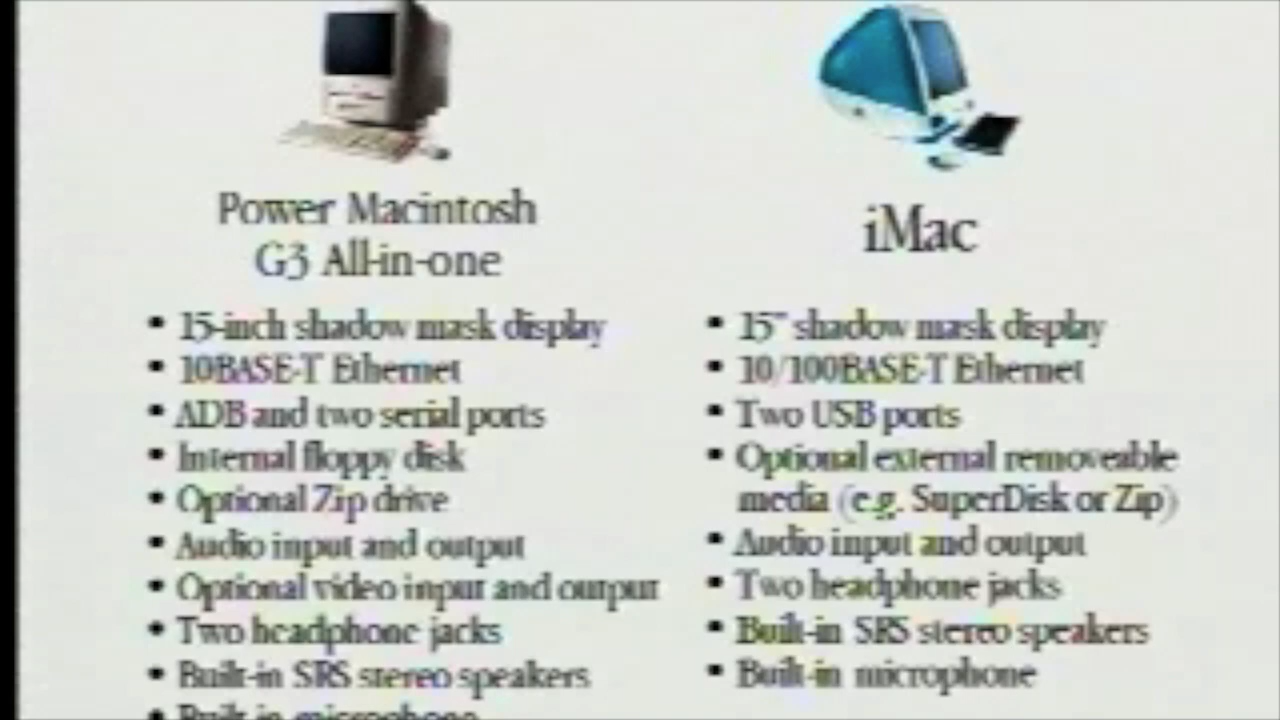 Power Macintosh
G3 All-in-one
• 15-inch shadow mask display
• 10BASE-T Ethernet
• ADB and two serial ports
• Internal floppy disk
• Optional Zip drive
• Audio input and output
• Optional video input and output
• Two headphone jacks
• Built-in SRS stereo speakers
• Built-in microphone
iMac
• 15" shadow mask display
• 10/100BASE-T Ethernet
• Two USB ports
• Optional external removeable
media (e.g. SuperDisk or Zip)
• Audio input and output
• Two headphone jacks
• Built-in SRS stereo speakers
• Built-in microphone